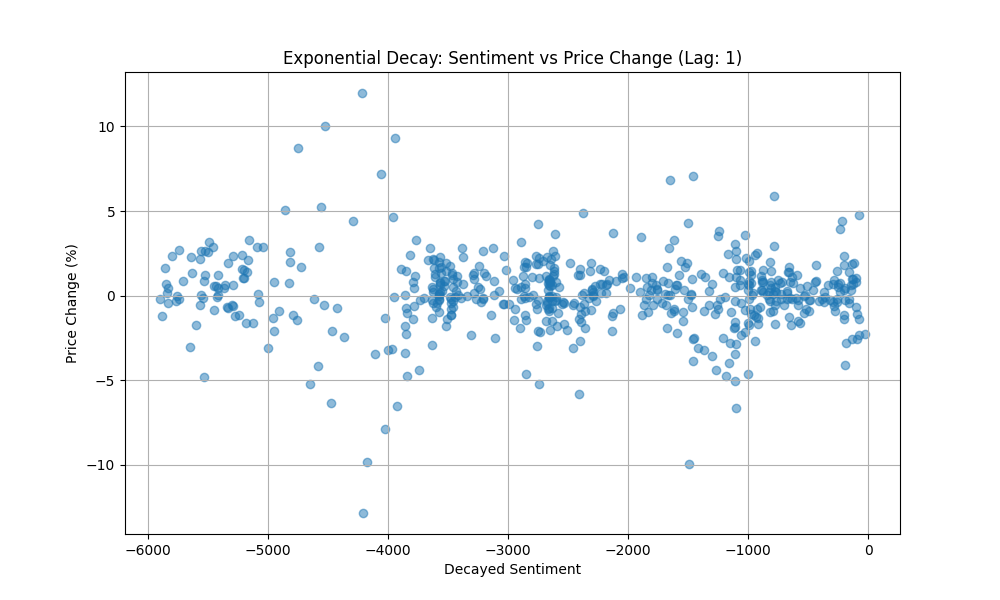 Exponential Decay: Sentiment vs Price Change (Lag: 1)
10
5
0
−5
−10
Price Change (%)
−6000 −5000 −4000 −3000 −2000 −1000 0
Decayed Sentiment